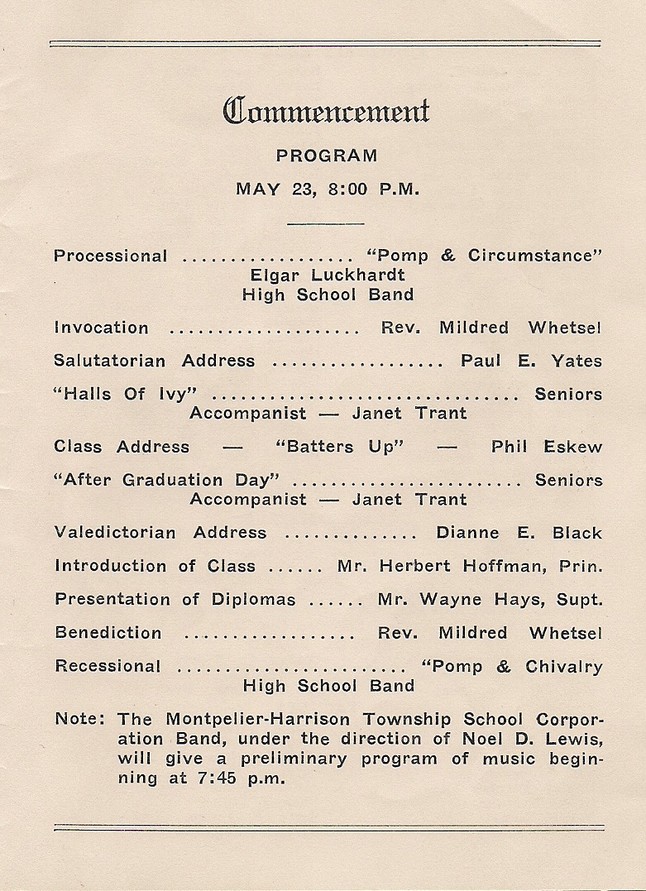 Commencement
PROGRAM
MAY 23, 8:00 P.M.
Processional .................. "Pomp & Circumstance"
Elgar Luckhardt
High School Band
Invocation .................... Rev. Mildred Whetsel
Salutatorian Address .................. Paul E. Yates
"Halls Of Ivy" ................................ Seniors
Accompanist — Janet Trant
Class Address — "Batters Up" — Phil Eskew
"After Graduation Day" ........................ Seniors
Accompanist — Janet Trant
Valedictorian Address .............. Dianne E. Black
Introduction of Class ...... Mr. Herbert Hoffman, Prin.
Presentation of Diplomas ...... Mr. Wayne Hays, Supt.
Benediction .................. Rev. Mildred Whetsel
Recessional ........................ "Pomp & Chivalry
High School Band
Note: The Montpelier-Harrison Township School Corpor-
ation Band, under the direction of Noel D. Lewis,
will give a preliminary program of music begin-
ning at 7:45 p.m.